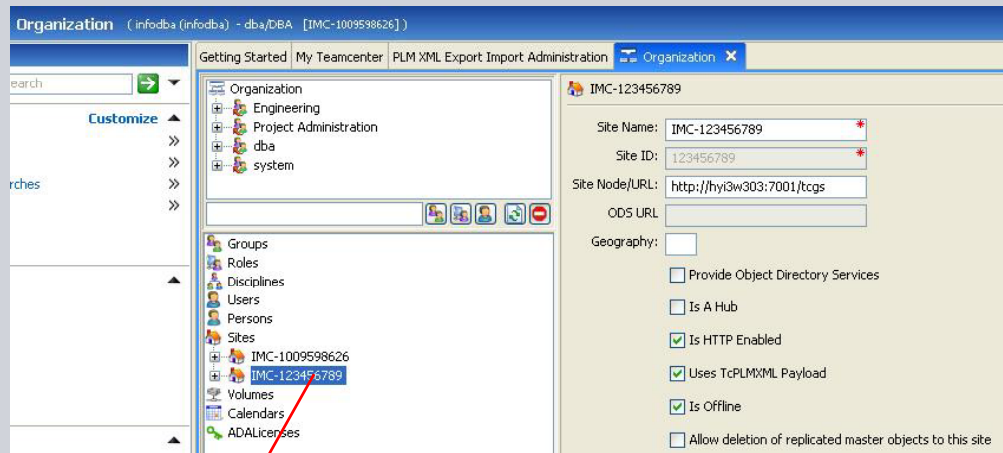 Organization (infodba (infodba) - dba/DBA [IMC-1009598626])
Getting Started My Teamcenter PLM XML Export Import Administration Organization
earch
Customize
rches
Organization
Engineering
Project Administration
dba
system
Groups
Roles
Disciplines
Users
Persons
Sites
IMC-1009598626
IMC-123456789
Volumes
Calendars
ADALicenses
IMC-123456789
Site Name: IMC-123456789 *
Site ID: 123456789 *
Site Node/URL: http://hyi3w303:7001/tcgs
ODS URL
Geography:
Provide Object Directory Services
Is A Hub
Is HTTP Enabled
Uses TcPLMXML Payload
Is Offline
Allow deletion of replicated master objects to this site